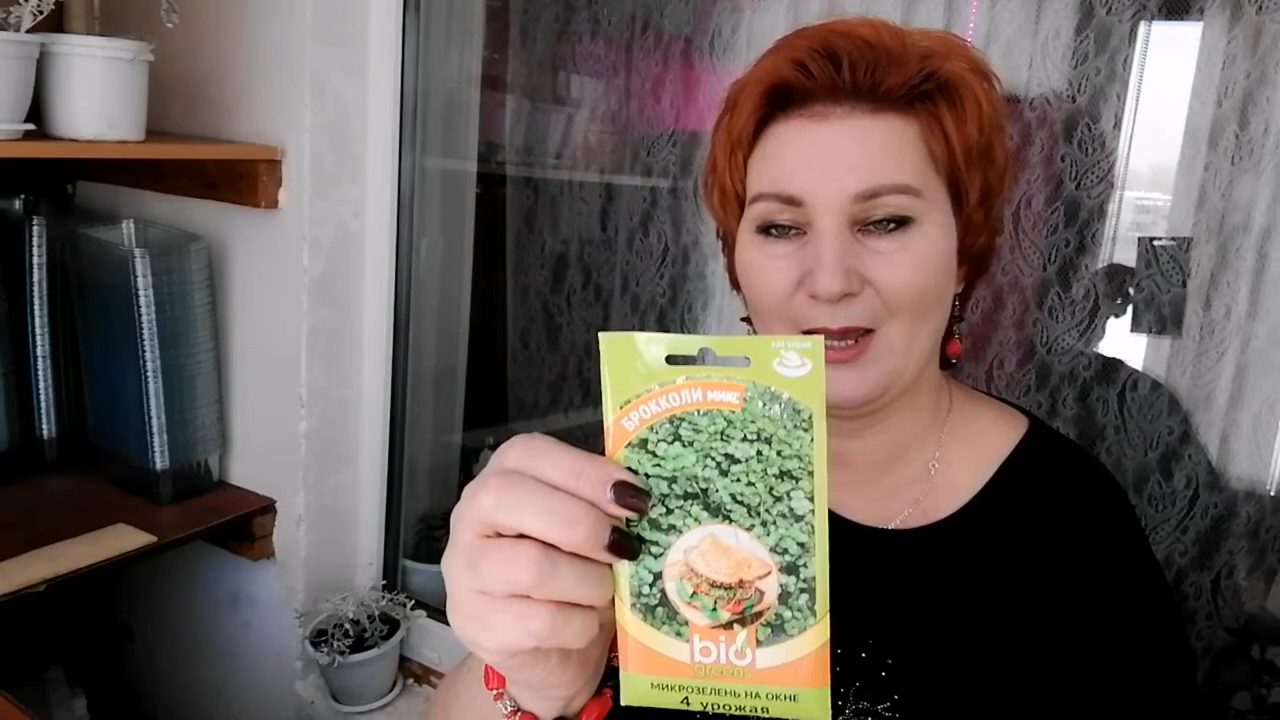 EAT VEGAN
БРОККОЛИ МИКС
bio
greens
МИКРОЗЕЛЕНЬ НА ОКНЕ
4 урожая